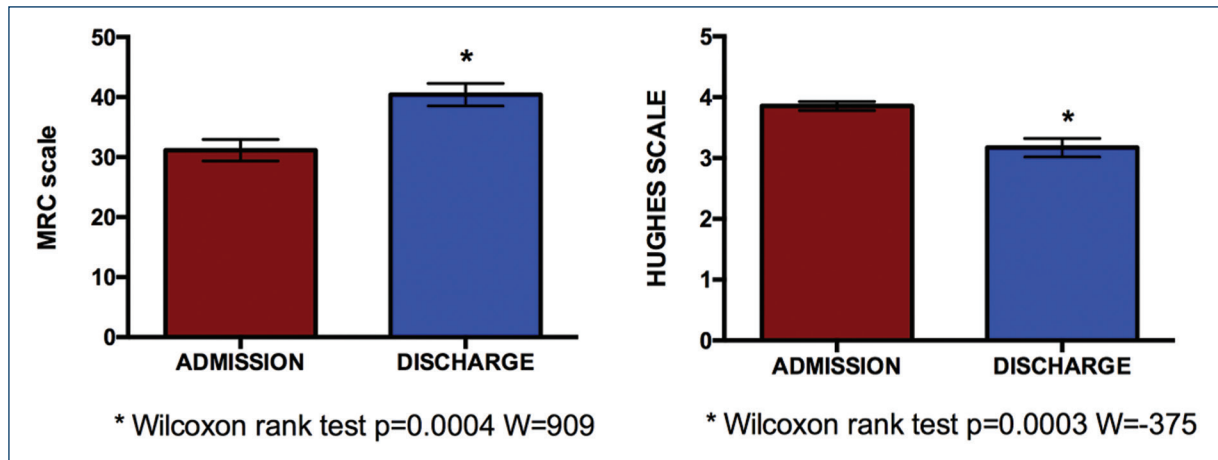 50
40
30
20
10
0
MRC scale
*
ADMISSION DISCHARGE
* Wilcoxon rank test p=0.0004 W=909
5
4
3
2
1
0
HUGHES SCALE
*
ADMISSION DISCHARGE
* Wilcoxon rank test p=0.0003 W=-375